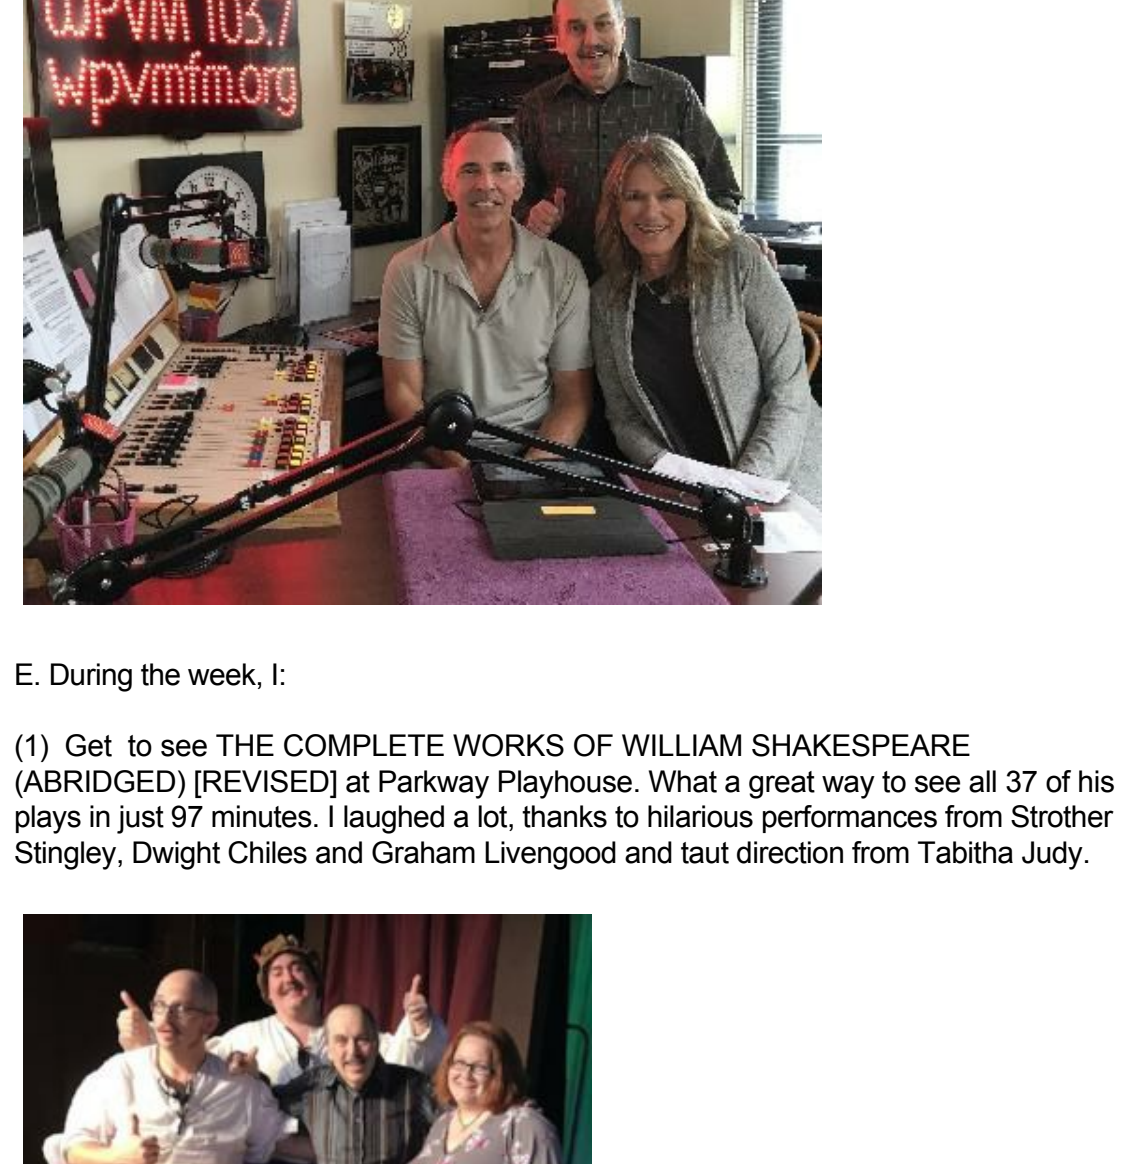 WPVM 103.7
wpvmfm.org
E. During the week, I:
(1)  Get  to see THE COMPLETE WORKS OF WILLIAM SHAKESPEARE
(ABRIDGED) [REVISED] at Parkway Playhouse. What a great way to see all 37 of his
plays in just 97 minutes. I laughed a lot, thanks to hilarious performances from Strother
Stingley, Dwight Chiles and Graham Livengood and taut direction from Tabitha Judy.